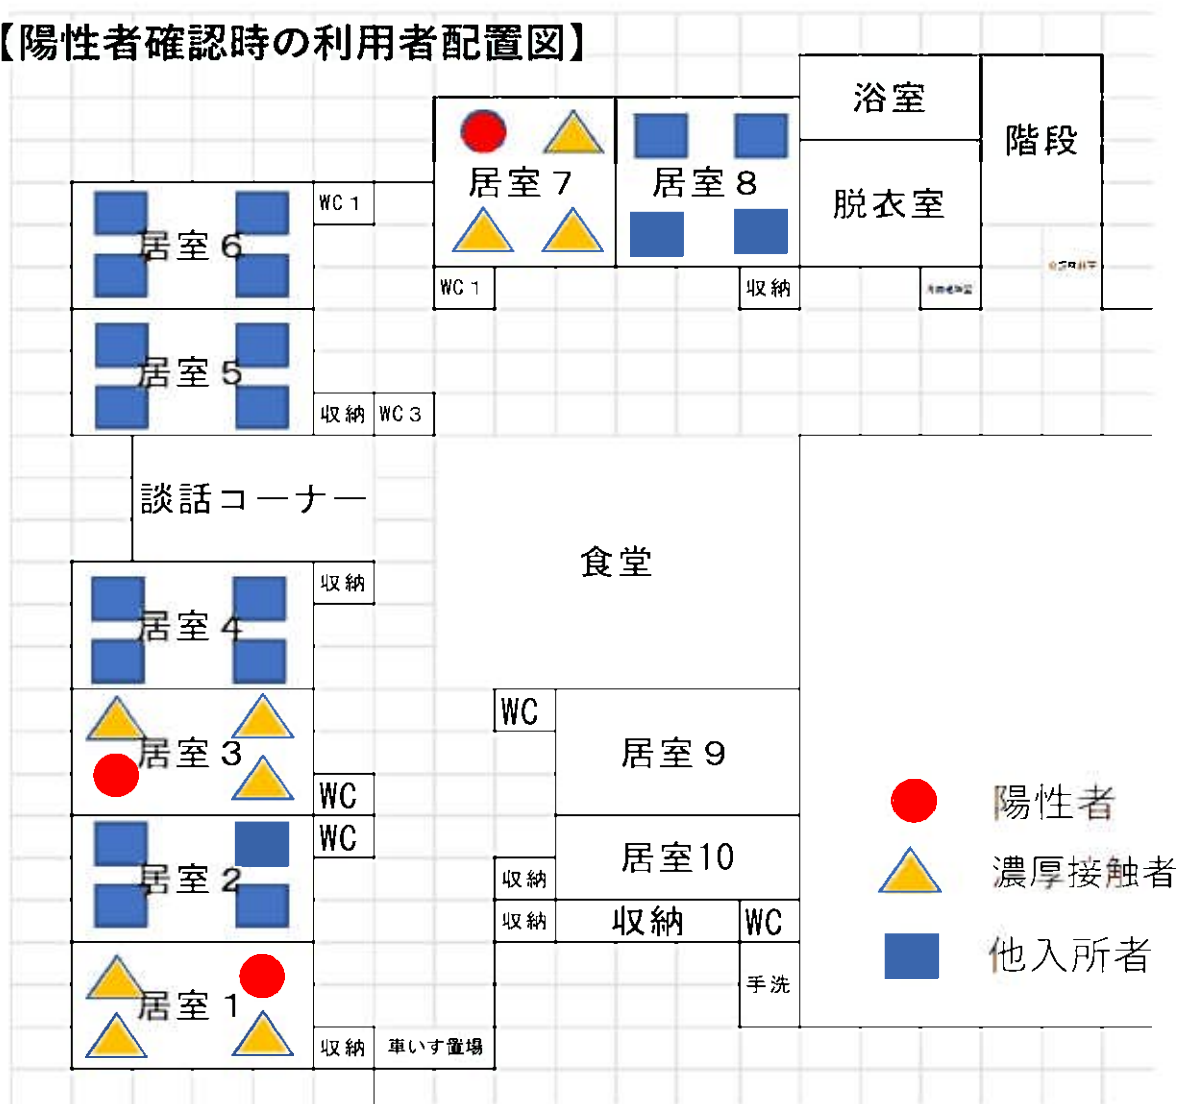 【陽性者確認時の利用者配置図】
浴室
階段
居室７
居室８
脱衣室
WC１
居室６
WC１
収納
居室５
収納
WC３
談話コーナー
食堂
収納
居室４
WC
居室９
居室３
WC
陽性者
WC
居室10
濃厚接触者
居室２
収納
収納
収納
WC
他入所者
手洗
居室１
収納
車いす置場